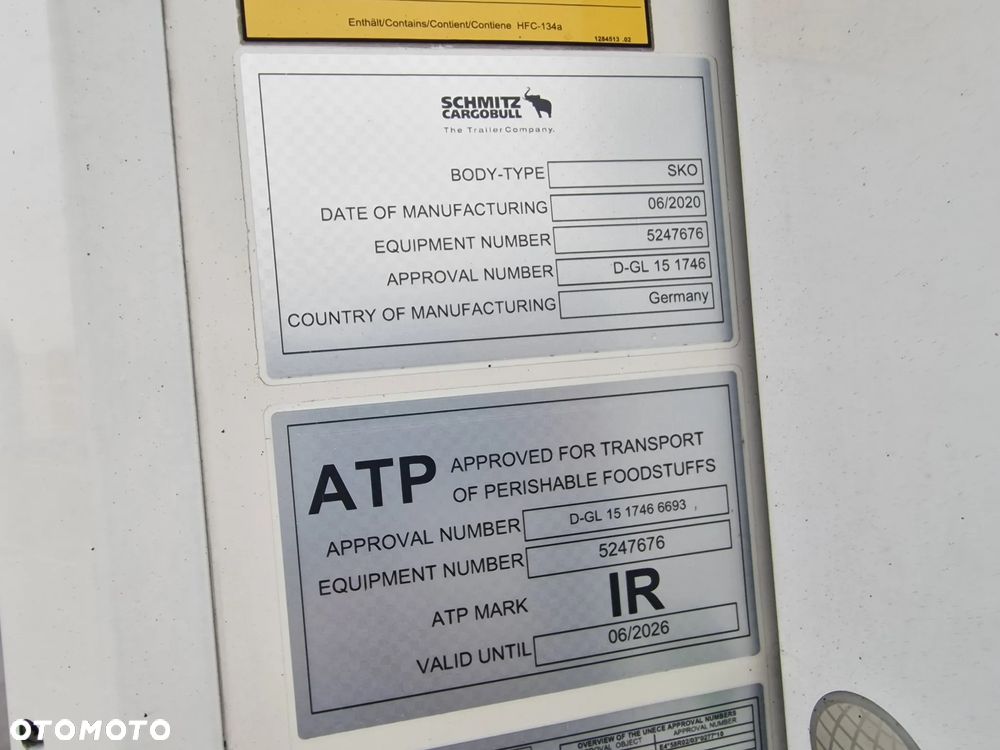 Enthält/Contains/Contient/Contiene HFC-134a
1284513 .02
SCHMITZ
CARGOBULL
The Trailer Company.
BODY-TYPE SKO
DATE OF MANUFACTURING 06/2020
EQUIPMENT NUMBER 5247676
APPROVAL NUMBER D-GL 15 1746
COUNTRY OF MANUFACTURING Germany
ATP APPROVED FOR TRANSPORT
OF PERISHABLE FOODSTUFFS
APPROVAL NUMBER D-GL 15 1746 6693
EQUIPMENT NUMBER 5247676
ATP MARK IR
VALID UNTIL 06/2026
OVERVIEW OF THE UNECE APPROVAL NUMBERS
OBJECT APPROVAL NUMBER
OTOMOTO